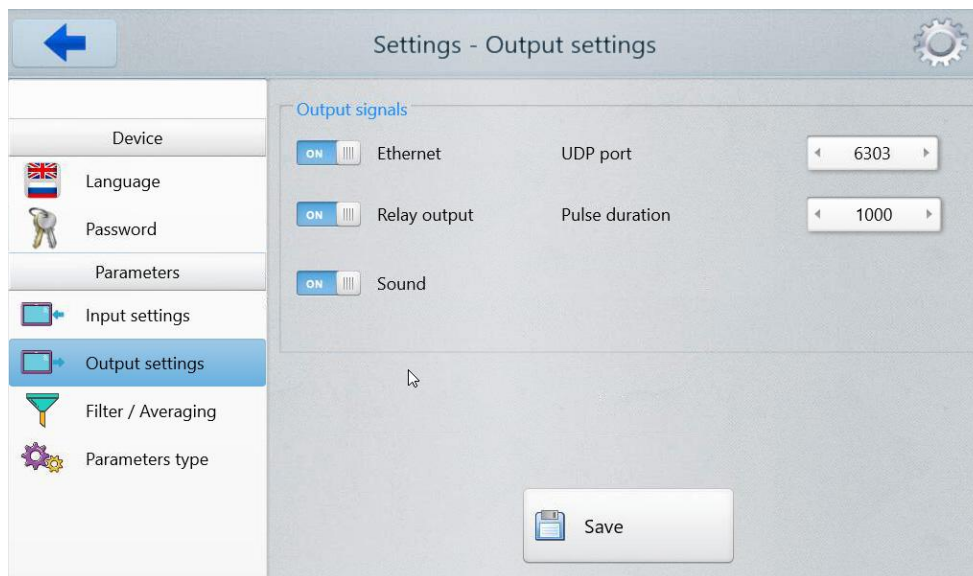 Settings - Output settings
Device
Language
Password
Parameters
Input settings
Output settings
Filter / Averaging
Parameters type
Output signals
ON Ethernet UDP port 6303
ON Relay output Pulse duration 1000
ON Sound
Save